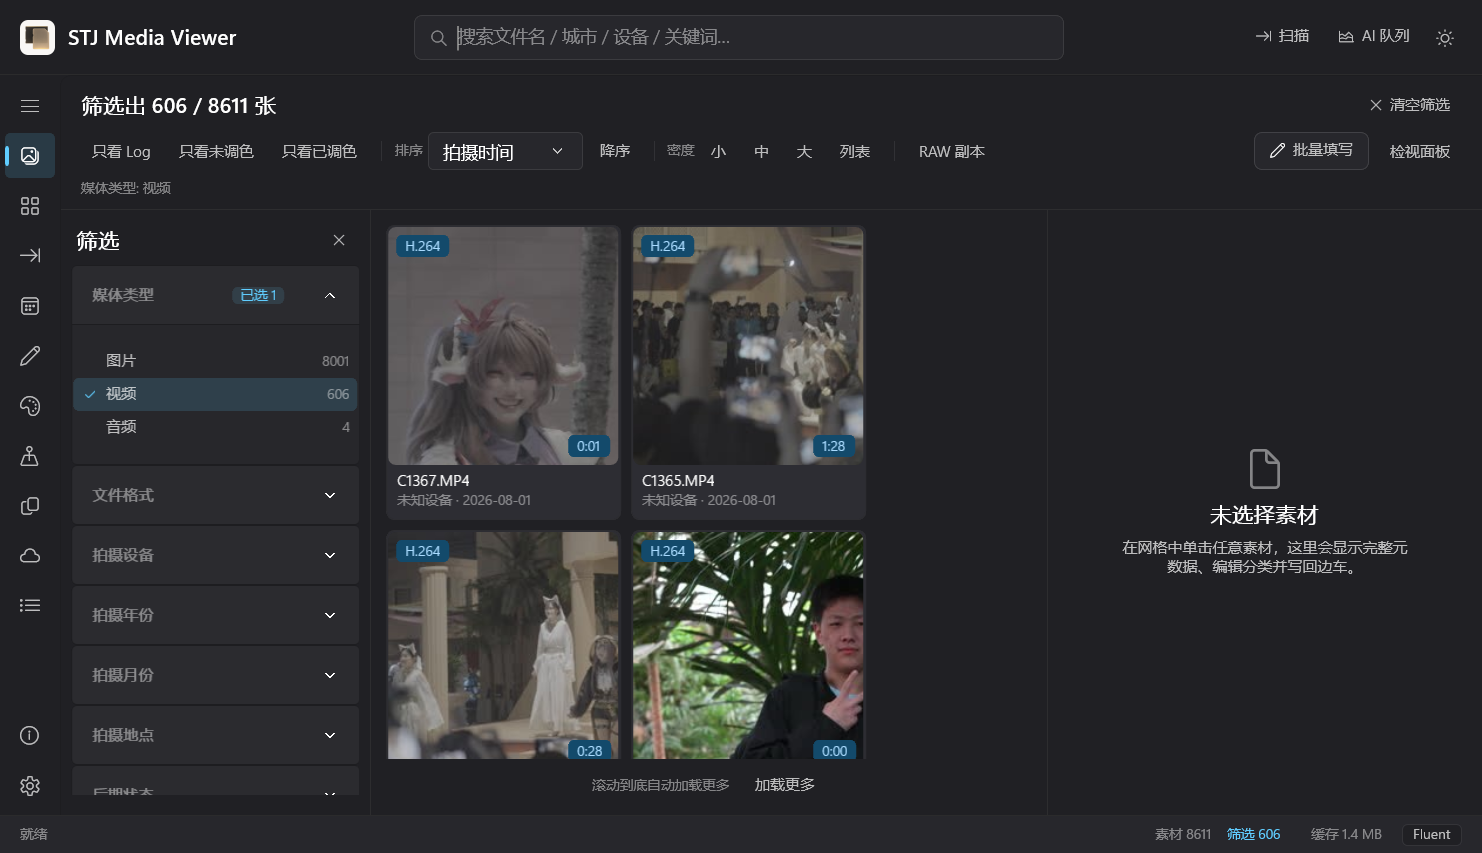 STJ Media Viewer
搜索文件名 / 城市 / 设备 / 关键词...
扫描
AI 队列
筛选出 606 / 8611 张
清空筛选
只看 Log
只看未调色
只看已调色
排序
拍摄时间
降序
密度
小
中
大
列表
RAW 副本
批量填写
检视面板
媒体类型: 视频
筛选
媒体类型
已选 1
图片
8001
视频
606
音频
4
文件格式
拍摄设备
拍摄年份
拍摄月份
拍摄地点
后期状态
H.264
0:01
C1367.MP4
未知设备 · 2026-08-01
H.264
1:28
C1365.MP4
未知设备 · 2026-08-01
H.264
0:28
H.264
0:00
滚动到底自动加载更多
加载更多
未选择素材
在网格中单击任意素材，这里会显示完整元
数据、编辑分类并写回边车。
就绪
素材 8611
筛选 606
缓存 1.4 MB
Fluent